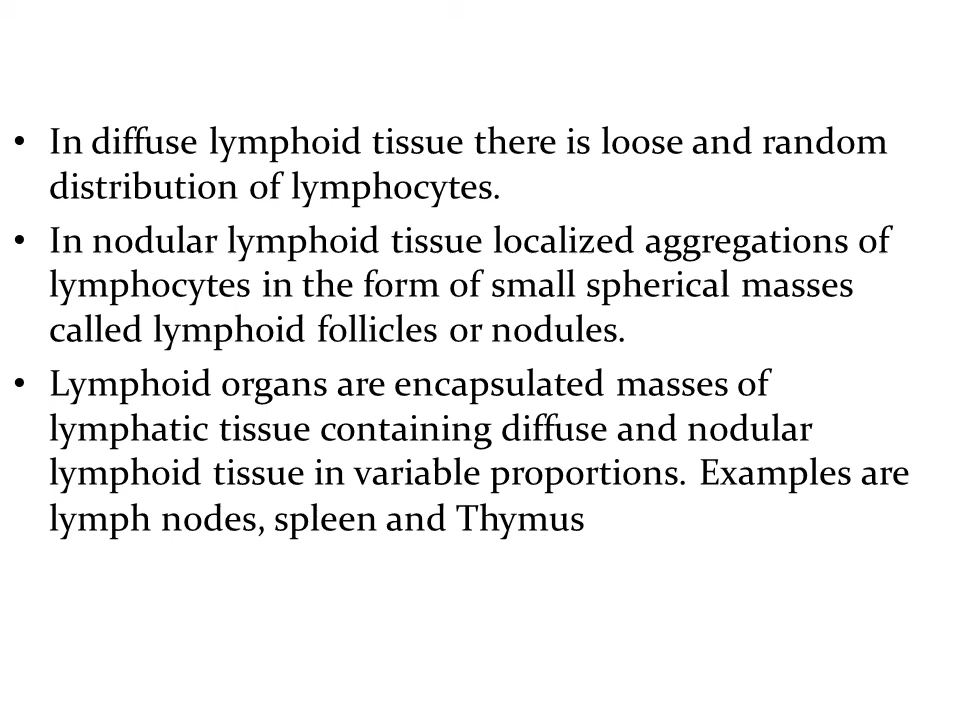 • In diffuse lymphoid tissue there is loose and random
distribution of lymphocytes.
• In nodular lymphoid tissue localized aggregations of
lymphocytes in the form of small spherical masses
called lymphoid follicles or nodules.
• Lymphoid organs are encapsulated masses of
lymphatic tissue containing diffuse and nodular
lymphoid tissue in variable proportions. Examples are
lymph nodes, spleen and Thymus